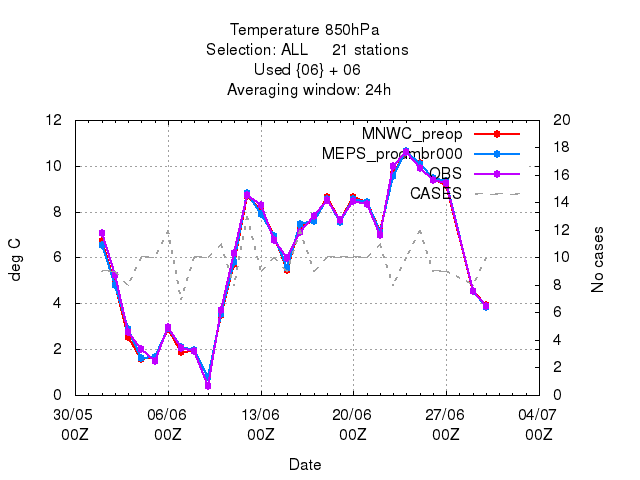 Temperature 850hPa
Selection: ALL 21 stations
Used {06} + 06
Averaging window: 24h
12
10
8
6
4
2
0
deg C
20
18
16
14
12
10
8
6
4
2
0
No cases
MNWC_preop
MEPS_prodmbr000
OBS
CASES
30/05 06/06 13/06 20/06 27/06 04/07
00Z 00Z 00Z 00Z 00Z 00Z
Date